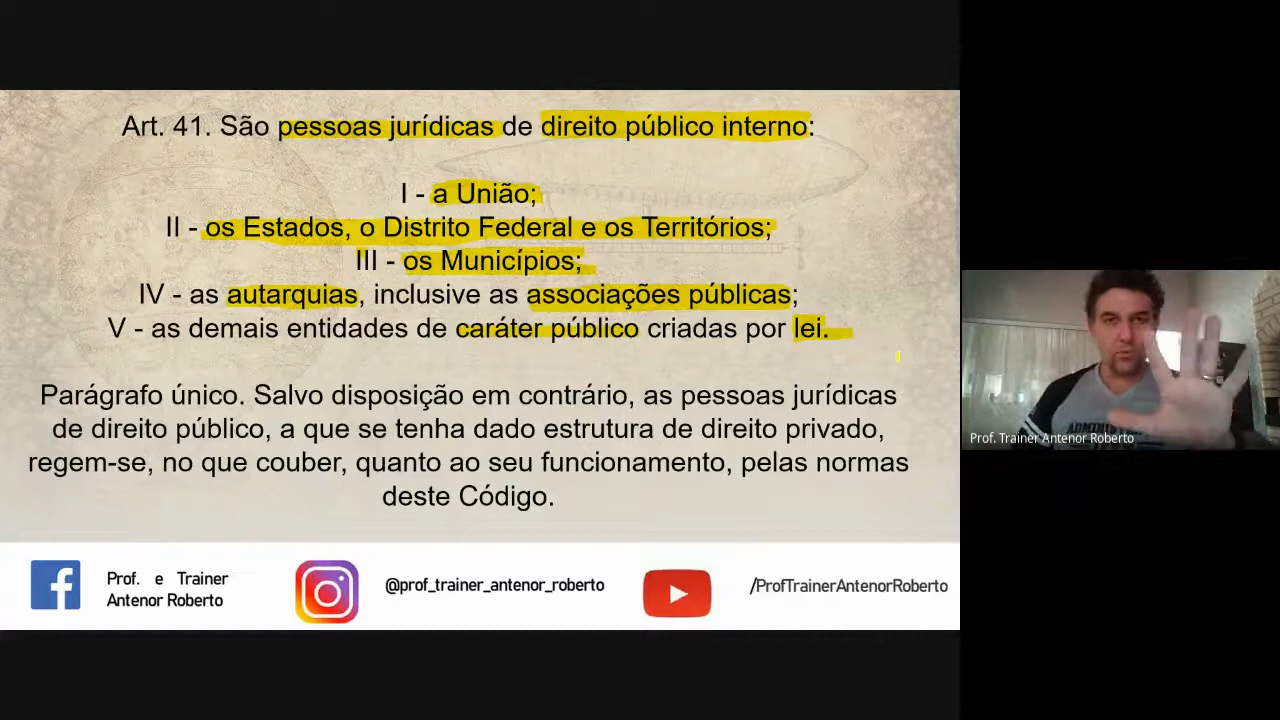 Art. 41. São pessoas jurídicas de direito público interno:
I - a União;
II - os Estados, o Distrito Federal e os Territórios;
III - os Municípios;
IV - as autarquias, inclusive as associações públicas;
V - as demais entidades de caráter público criadas por lei.
Parágrafo único. Salvo disposição em contrário, as pessoas jurídicas
de direito público, a que se tenha dado estrutura de direito privado,
regem-se, no que couber, quanto ao seu funcionamento, pelas normas
deste Código.
Prof. e Trainer
Antenor Roberto
@prof_trainer_antenor_roberto
/ProfTrainerAntenorRoberto
Prof. Trainer Antenor Roberto